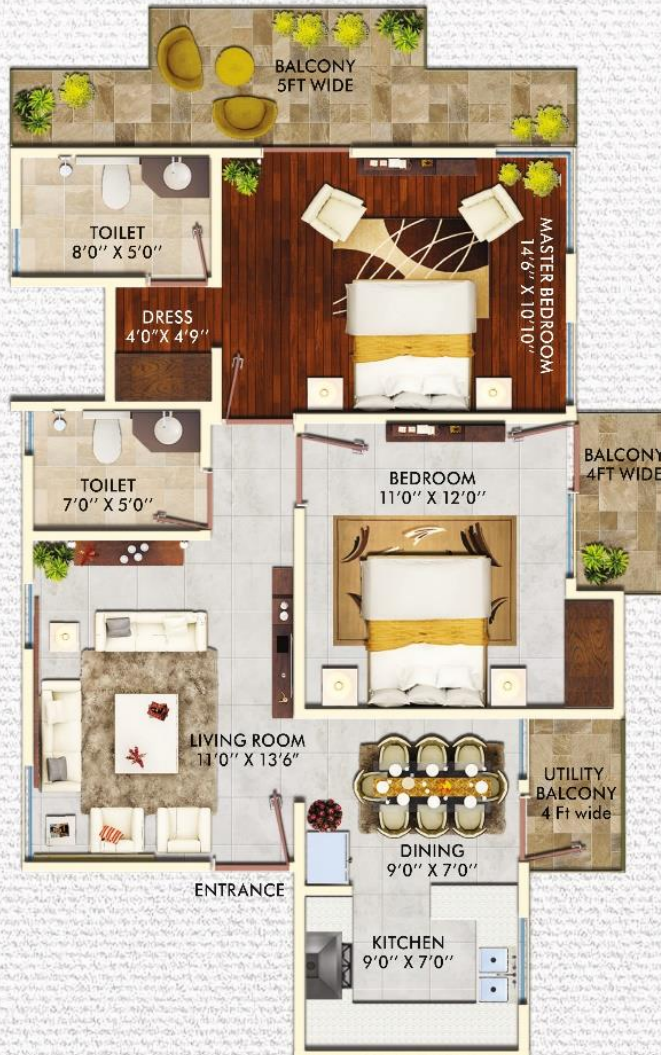 BALCONY
5FT WIDE
TOILET
8'0'' X 5'0''
MASTER BEDROOM
14'6'' X 10'10''
DRESS
4'0''X 4'9''
TOILET
7'0'' X 5'0''
BEDROOM
11'0'' X 12'0''
BALCONY
4FT WIDE
LIVING ROOM
11'0'' X 13'6"
UTILITY
BALCONY
4 Ft wide
DINING
9'0'' X 7'0''
ENTRANCE
KITCHEN
9'0'' X 7'0''